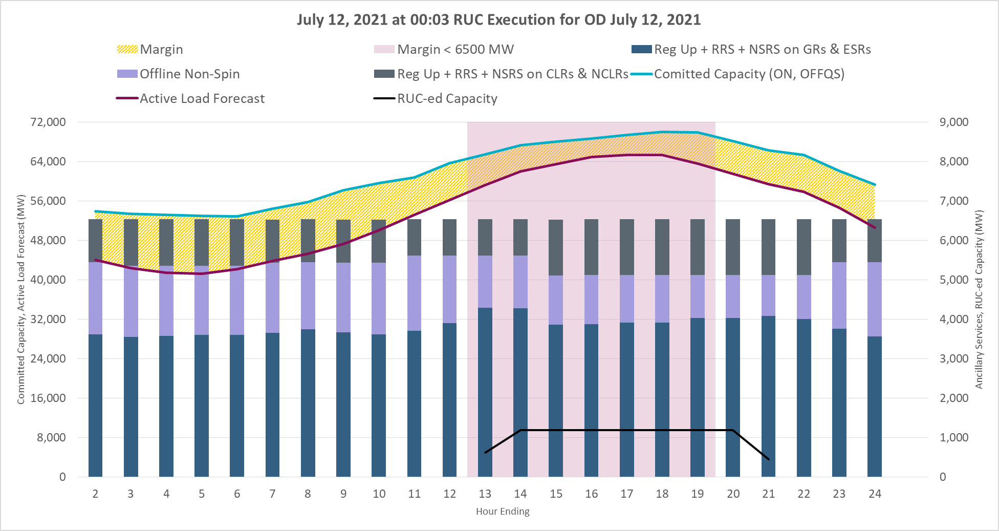 July 12, 2021 at 00:03 RUC Execution for OD July 12, 2021
Margin
Margin < 6500 MW
Reg Up + RRS + NSRS on GRs & ESRs
Offline Non-Spin
Reg Up + RRS + NSRS on CLRs & NCLRs
Comitted Capacity (ON, OFFQS)
Active Load Forecast
RUC-ed Capacity
Committed Capacity, Active Load Forecast (MW)
72,000
64,000
56,000
48,000
40,000
32,000
24,000
16,000
8,000
0
9,000
8,000
7,000
6,000
5,000
4,000
3,000
2,000
1,000
0
Ancillary Services, RUC-ed Capacity (MW)
2 3 4 5 6 7 8 9 10 11 12 13 14 15 16 17 18 19 20 21 22 23 24
Hour Ending